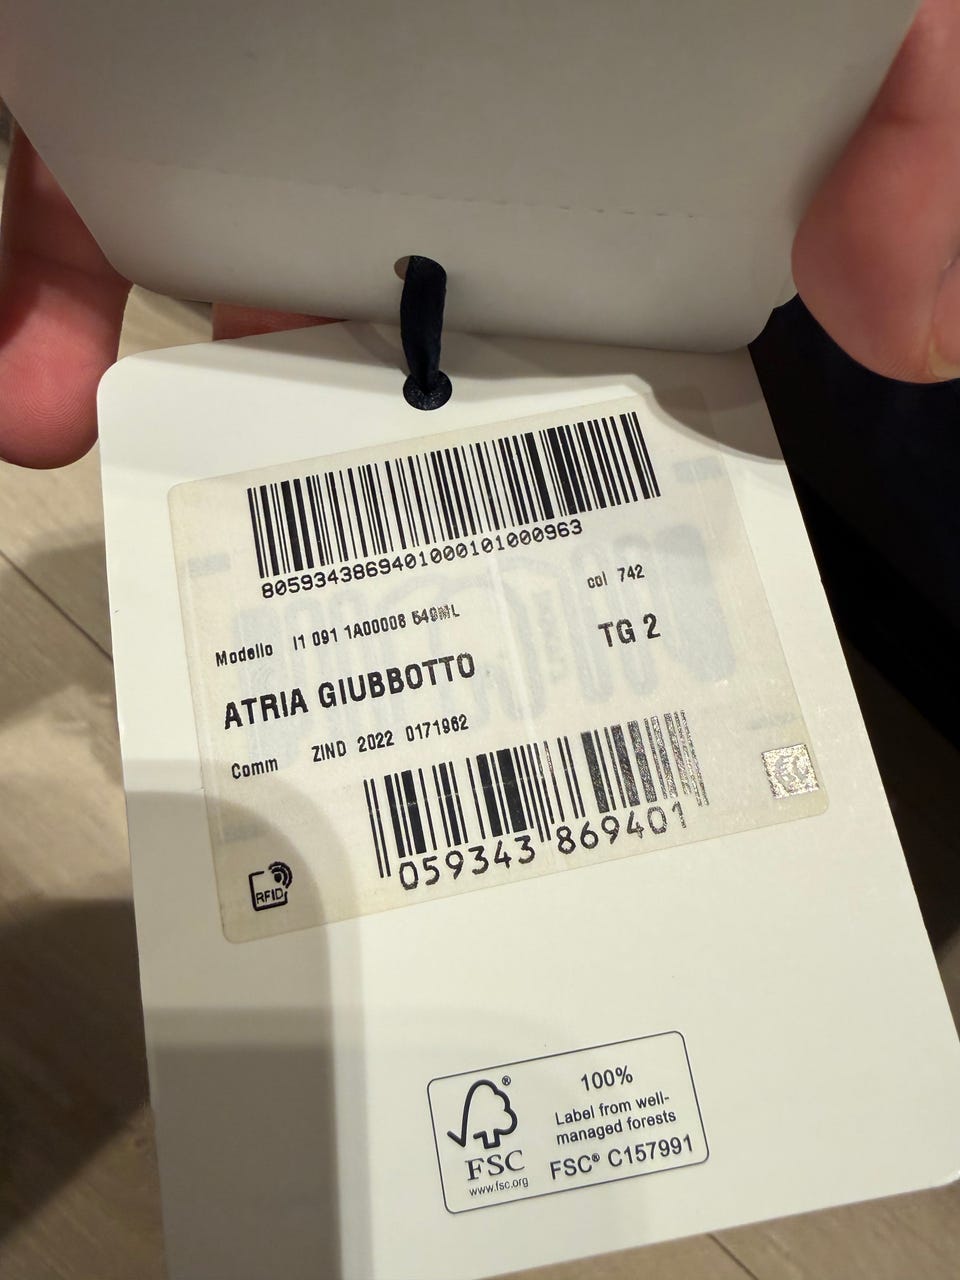 8059343869401000101000963
col 742
Modello I1 091 1A00008 549ML
TG 2
ATRIA GIUBBOTTO
Comm ZIND 2022 0171962
059343 869401
RFID
FSC®
www.fsc.org
100%
Label from well-
managed forests
FSC® C157991